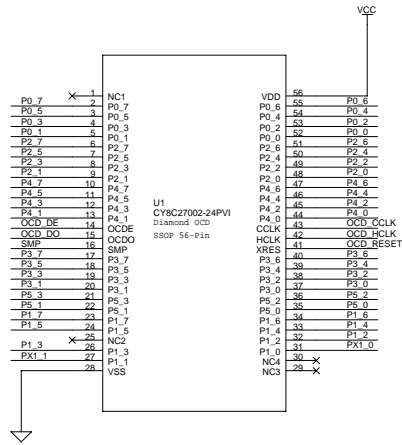 VCC
1 NC1 VDD 56
P0_7 2 P0_7 P0_6 55 P0_6
P0_5 3 P0_5 P0_4 54 P0_4
P0_3 4 P0_3 P0_2 53 P0_2
P0_1 5 P0_1 P0_0 52 P0_0
P2_7 6 P2_7 P2_6 51 P2_6
P2_5 7 P2_5 P2_4 50 P2_4
P2_3 8 P2_3 P2_2 49 P2_2
P2_1 9 P2_1 P2_0 48 P2_0
P4_7 10 P4_7 P4_6 47 P4_6
P4_5 11 P4_5 P4_4 46 P4_4
P4_3 12 P4_3 P4_2 45 P4_2
P4_1 13 P4_1 P4_0 44 P4_0
OCD_DE 14 OCDE CCLK 43 OCD_CCLK
OCD_DO 15 OCDO HCLK 42 OCD_HCLK
SMP 16 SMP XRES 41 OCD_RESET
P3_7 17 P3_7 P3_6 40 P3_6
P3_5 18 P3_5 P3_4 39 P3_4
P3_3 19 P3_3 P3_2 38 P3_2
P3_1 20 P3_1 P3_0 37 P3_0
P5_3 21 P5_3 P5_2 36 P5_2
P5_1 22 P5_1 P5_0 35 P5_0
P1_7 23 P1_7 P1_6 34 P1_6
P1_5 24 P1_5 P1_4 33 P1_4
25 NC2 P1_2 32 P1_2
P1_3 26 P1_3 P1_0 31 PX1_0
PX1_1 27 P1_1 NC4 30
28 VSS NC3 29
U1
CY8C27002-24PVI
Diamond OCD
SSOP 56-Pin